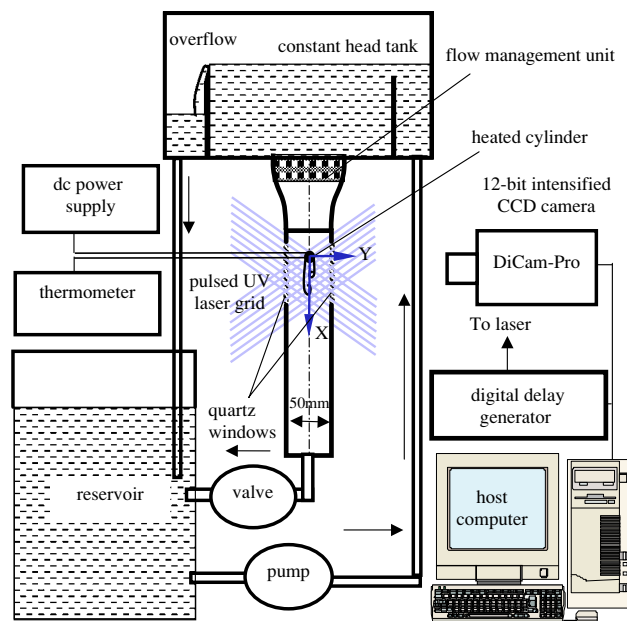 overflow
constant head tank
flow management unit
heated cylinder
dc power
supply
12-bit intensified
CCD camera
DiCam-Pro
Y
thermometer
pulsed UV
laser grid
X
To laser
digital delay
generator
50mm
quartz
windows
reservoir
valve
host
computer
pump